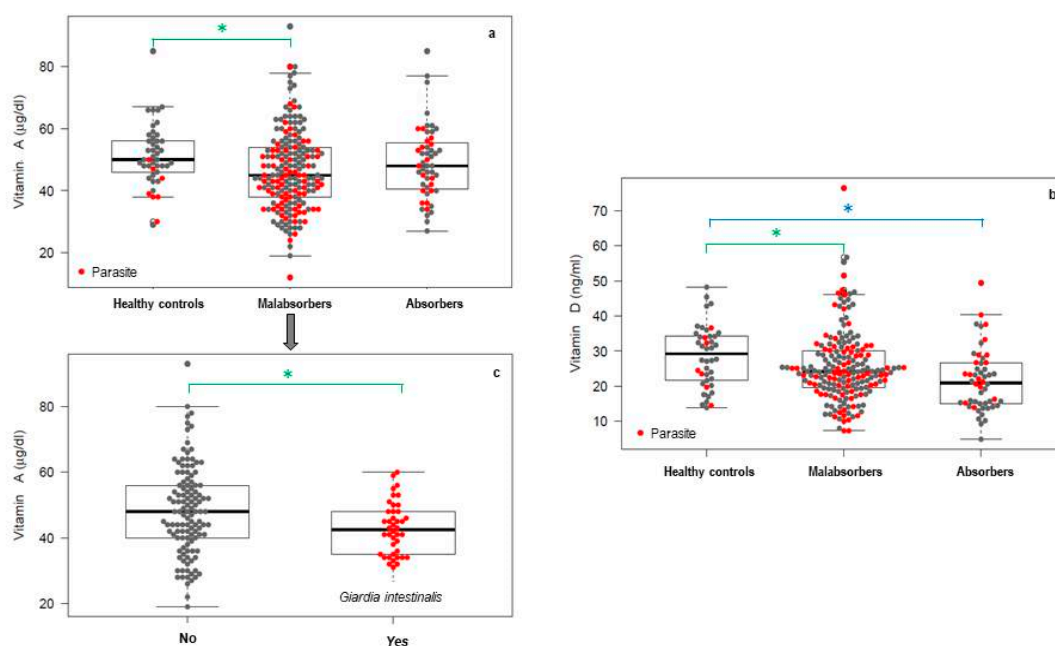 a
*
Vitamin A (µg/dl)
80
60
40
20
Parasite
Healthy controls Malabsorbers Absorbers
b
*
*
Vitamin D (ng/ml)
70
60
50
40
30
20
10
Parasite
Healthy controls Malabsorbers Absorbers
c
*
Vitamin A (µg/dl)
80
60
40
20
Giardia intestinalis
No Yes